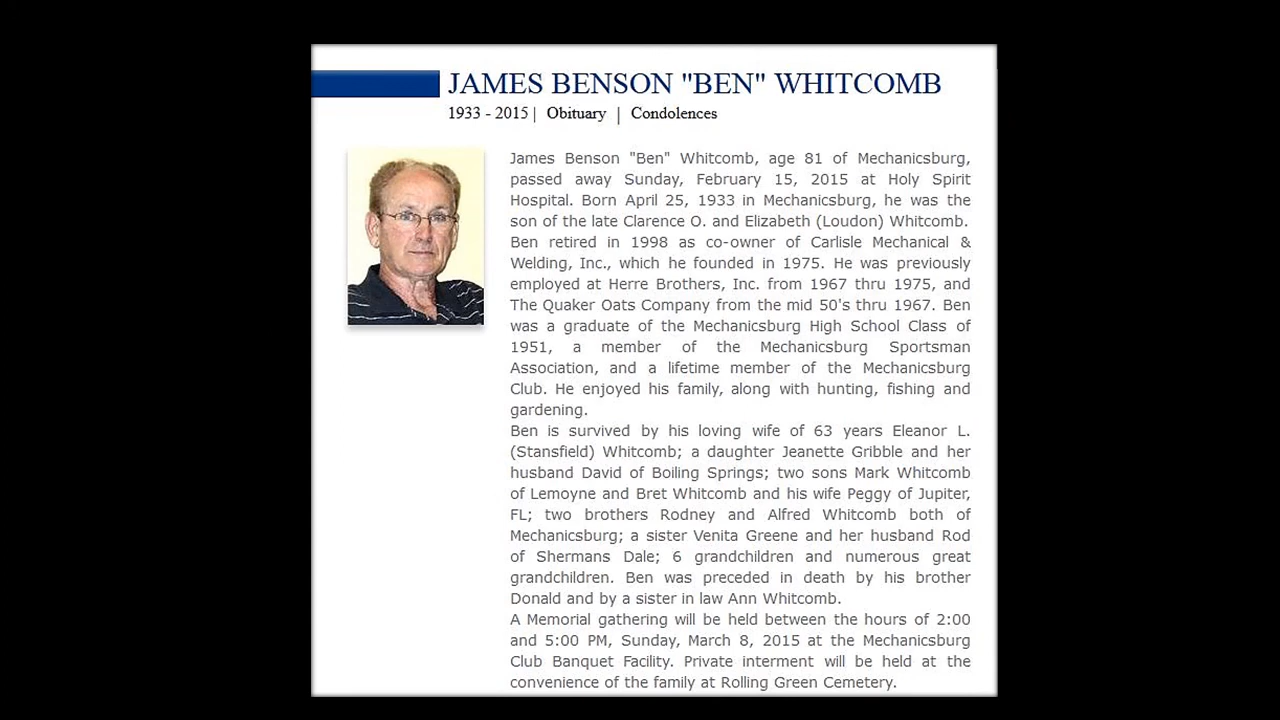 JAMES BENSON "BEN" WHITCOMB
1933 - 2015 | Obituary | Condolences
James Benson "Ben" Whitcomb, age 81 of Mechanicsburg,
passed away Sunday, February 15, 2015 at Holy Spirit
Hospital. Born April 25, 1933 in Mechanicsburg, he was the
son of the late Clarence O. and Elizabeth (Loudon) Whitcomb.
Ben retired in 1998 as co-owner of Carlisle Mechanical &
Welding, Inc., which he founded in 1975. He was previously
employed at Herre Brothers, Inc. from 1967 thru 1975, and
The Quaker Oats Company from the mid 50's thru 1967. Ben
was a graduate of the Mechanicsburg High School Class of
1951, a member of the Mechanicsburg Sportsman
Association, and a lifetime member of the Mechanicsburg
Club. He enjoyed his family, along with hunting, fishing and
gardening.
Ben is survived by his loving wife of 63 years Eleanor L.
(Stansfield) Whitcomb; a daughter Jeanette Gribble and her
husband David of Boiling Springs; two sons Mark Whitcomb
of Lemoyne and Bret Whitcomb and his wife Peggy of Jupiter,
FL; two brothers Rodney and Alfred Whitcomb both of
Mechanicsburg; a sister Venita Greene and her husband Rod
of Shermans Dale; 6 grandchildren and numerous great
grandchildren. Ben was preceded in death by his brother
Donald and by a sister in law Ann Whitcomb.
A Memorial gathering will be held between the hours of 2:00
and 5:00 PM, Sunday, March 8, 2015 at the Mechanicsburg
Club Banquet Facility. Private interment will be held at the
convenience of the family at Rolling Green Cemetery.